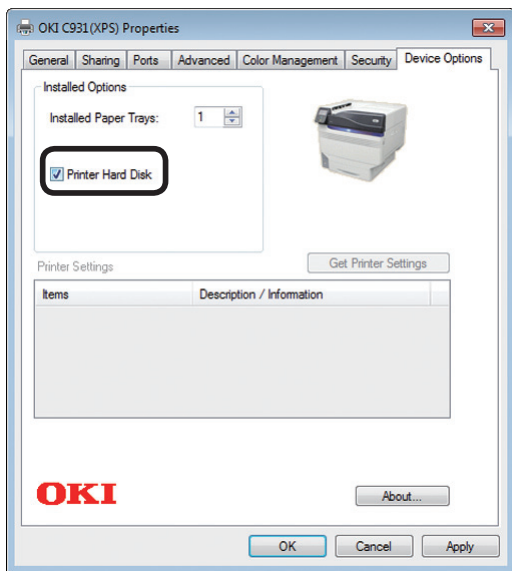 OKI C931(XPS) Properties
General Sharing Ports Advanced Color Management Security Device Options
Installed Options
Installed Paper Trays: 1
Printer Hard Disk
Printer Settings
Get Printer Settings
Items Description / Information
OKI
About...
OK Cancel Apply